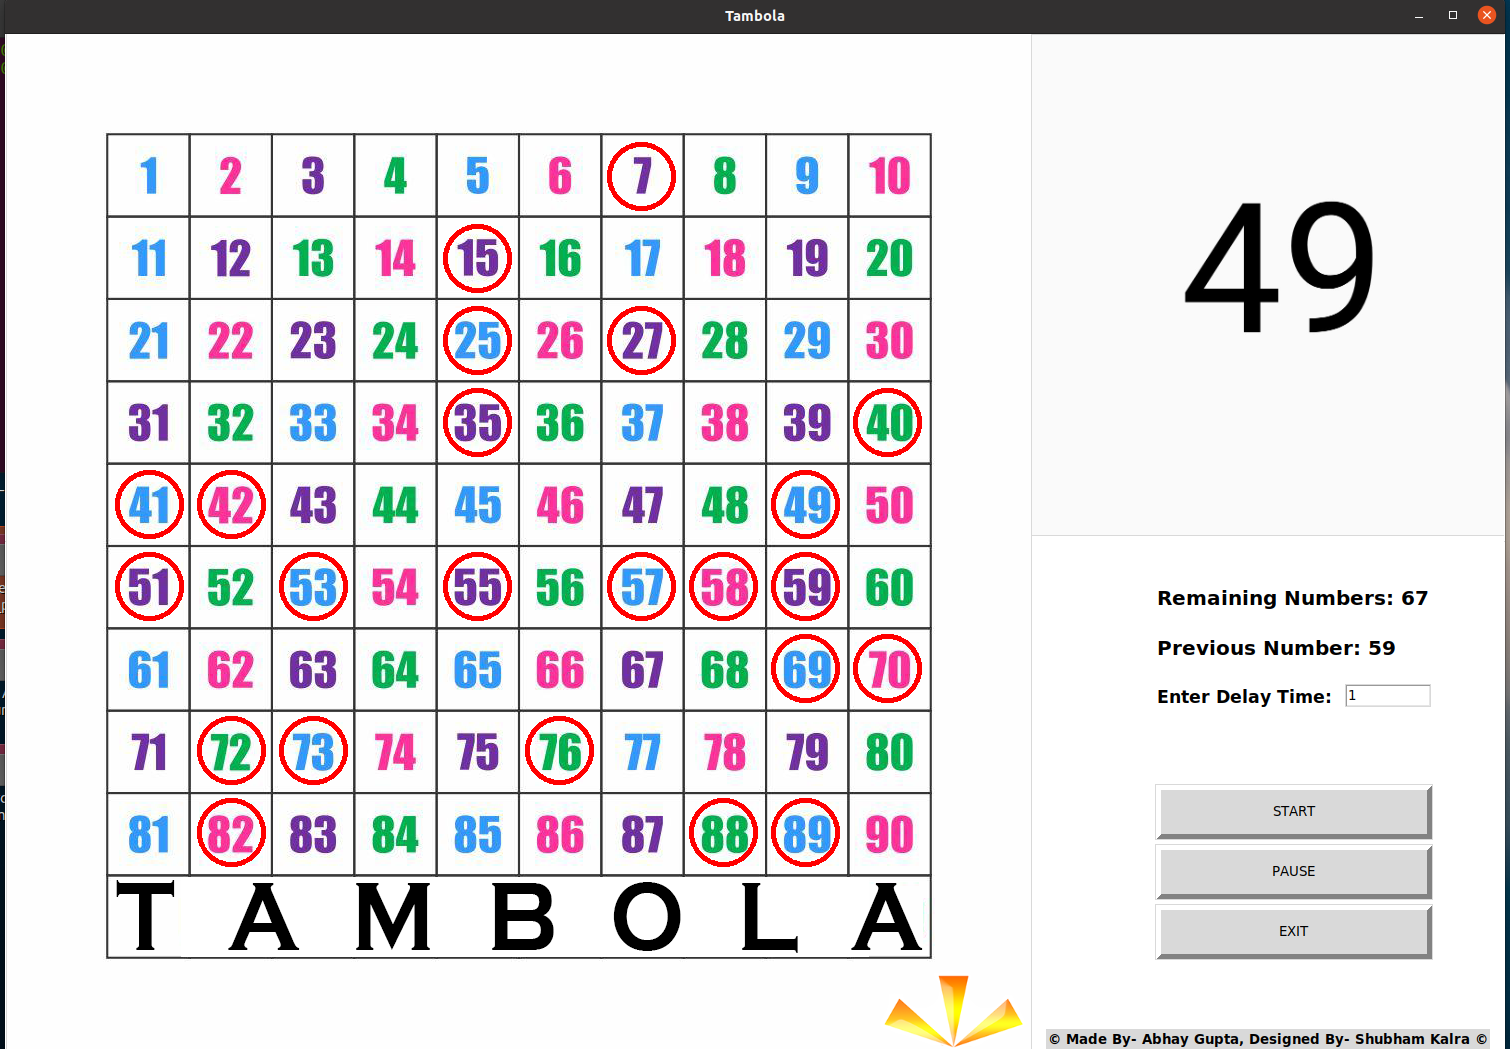 Tambola
1 2 3 4 5 6 7 8 9 10
11 12 13 14 15 16 17 18 19 20
21 22 23 24 25 26 27 28 29 30
31 32 33 34 35 36 37 38 39 40
41 42 43 44 45 46 47 48 49 50
51 52 53 54 55 56 57 58 59 60
61 62 63 64 65 66 67 68 69 70
71 72 73 74 75 76 77 78 79 80
81 82 83 84 85 86 87 88 89 90
TAMBOLA
49
Remaining Numbers: 67
Previous Number: 59
Enter Delay Time: 1
START
PAUSE
EXIT
© Made By- Abhay Gupta, Designed By- Shubham Kalra ©